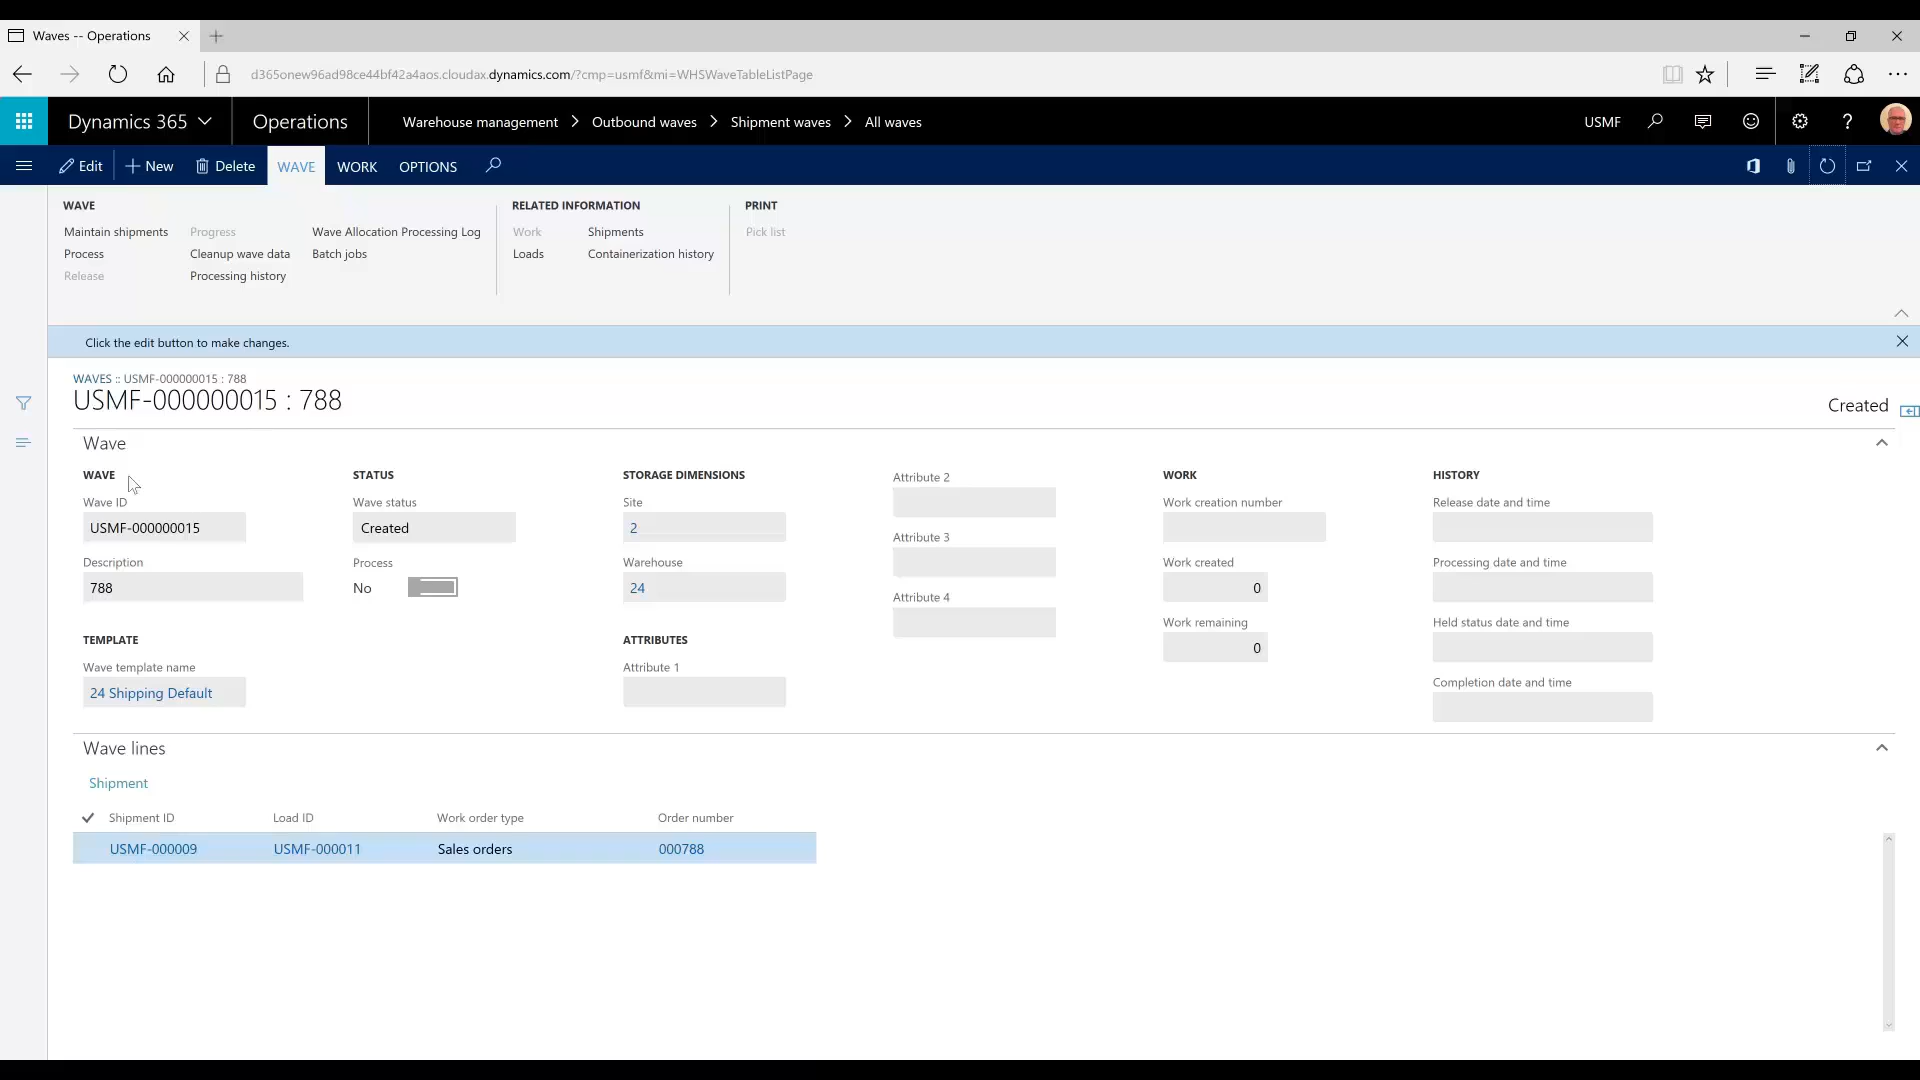 Waves -- Operations
d365onew96ad98ce44bf42a4aos.cloudax.dynamics.com/?cmp=usmf&mi=WHSWaveTableListPage
Dynamics 365 Operations Warehouse management > Outbound waves > Shipment waves > All waves USMF ?
Edit New Delete WAVE WORK OPTIONS
WAVE RELATED INFORMATION PRINT
Maintain shipments Progress Wave Allocation Processing Log Work Shipments Pick list
Process Cleanup wave data Batch jobs Loads Containerization history
Release Processing history
Click the edit button to make changes.
WAVES :: USMF-000000015 : 788
USMF-000000015 : 788
Created
Wave
WAVE STATUS STORAGE DIMENSIONS Attribute 2 WORK HISTORY
Wave ID Wave status Site Work creation number Release date and time
USMF-000000015 Created 2
Attribute 3
Description Process Warehouse Work created Processing date and time
788 No 24 0
Attribute 4
Work remaining Held status date and time
TEMPLATE ATTRIBUTES 0
Wave template name Attribute 1 Completion date and time
24 Shipping Default
Wave lines
Shipment
Shipment ID Load ID Work order type Order number
USMF-000009 USMF-000011 Sales orders 000788